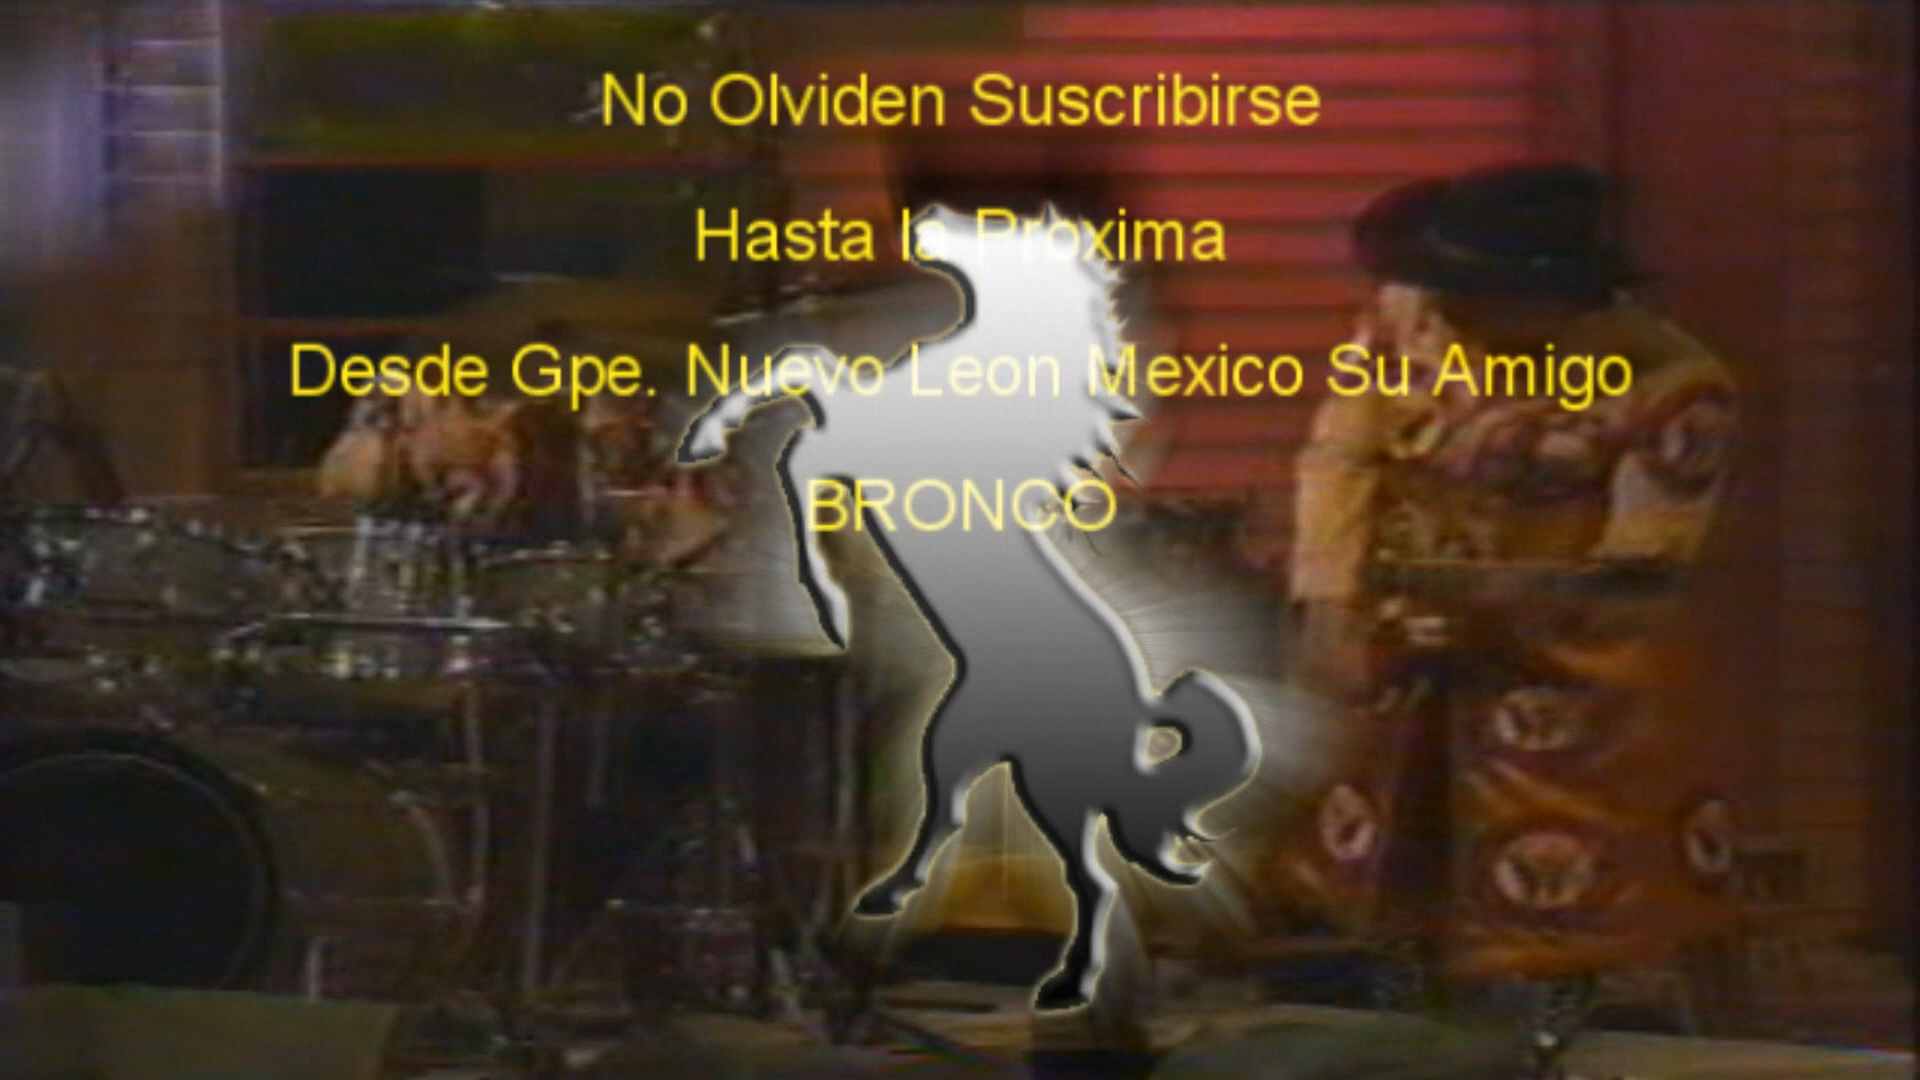 No Olviden Suscribirse
Hasta la Proxima
Desde Gpe. Nuevo Leon Mexico Su Amigo
BRONCO